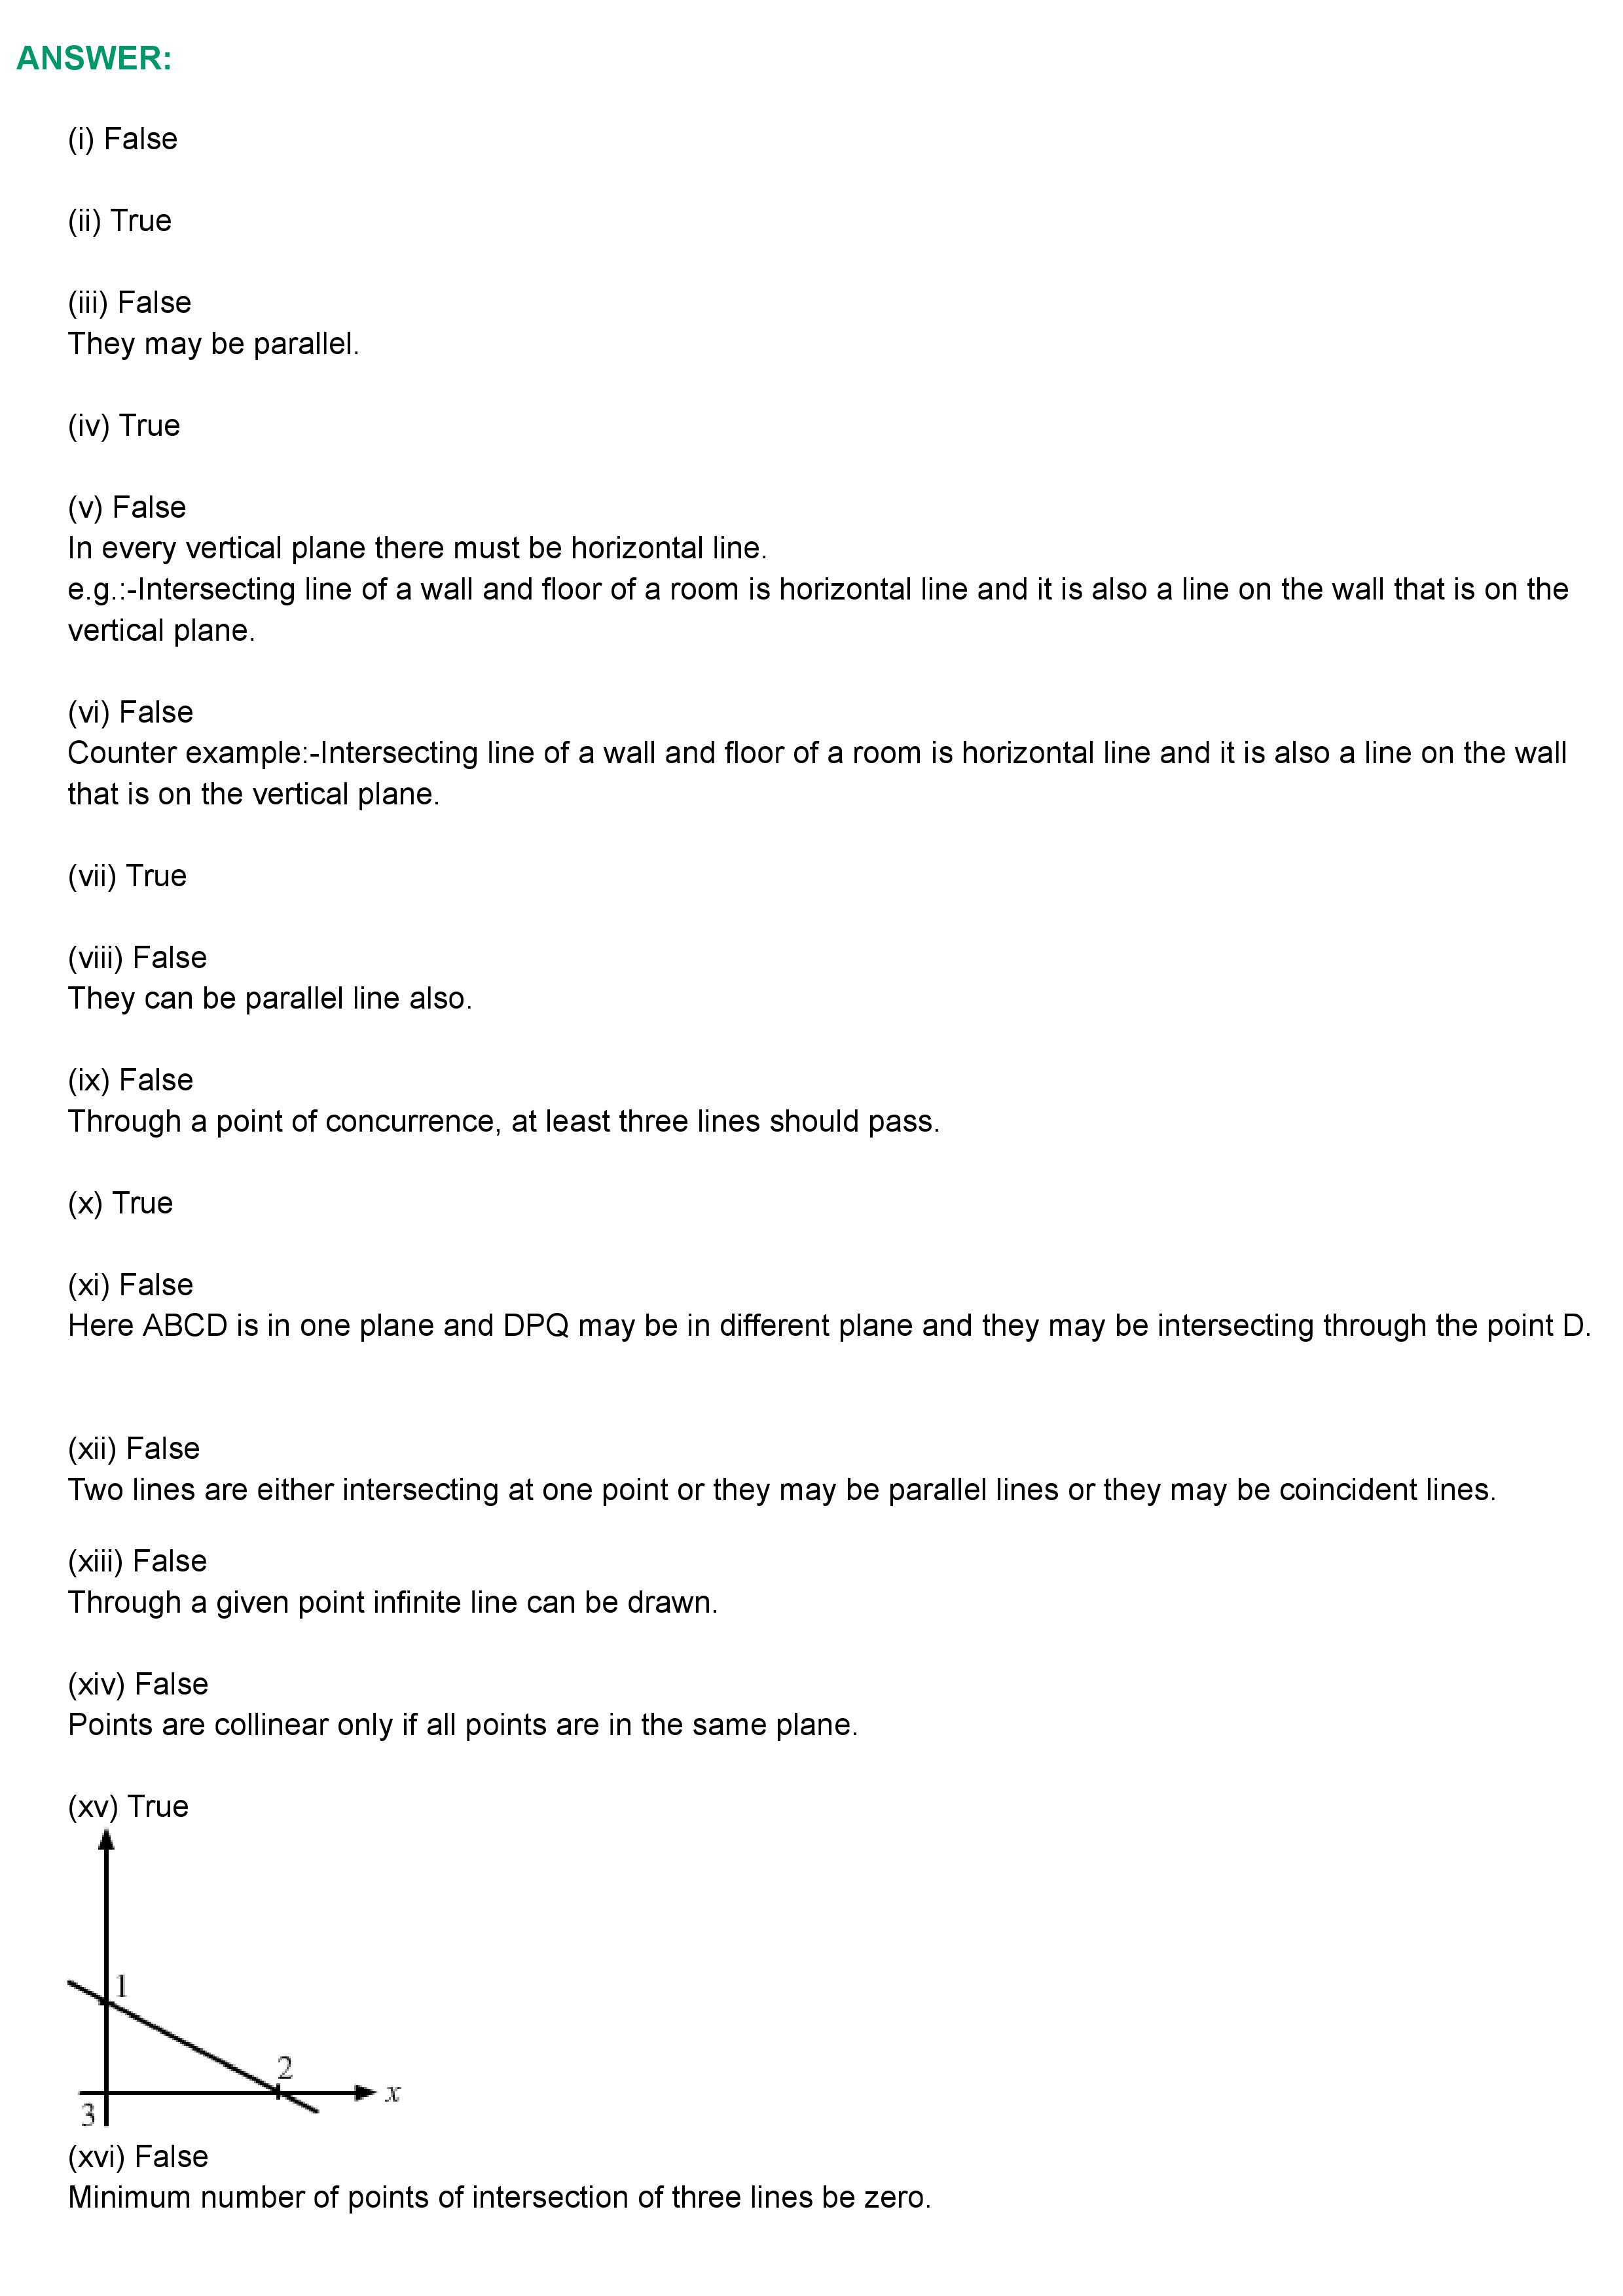 ANSWER:
(i) False
(ii) True
(iii) False
They may be parallel.
(iv) True
(v) False
In every vertical plane there must be horizontal line.
e.g.:-Intersecting line of a wall and floor of a room is horizontal line and it is also a line on the wall that is on the
vertical plane.
(vi) False
Counter example:-Intersecting line of a wall and floor of a room is horizontal line and it is also a line on the wall
that is on the vertical plane.
(vii) True
(viii) False
They can be parallel line also.
(ix) False
Through a point of concurrence, at least three lines should pass.
(x) True
(xi) False
Here ABCD is in one plane and DPQ may be in different plane and they may be intersecting through the point D.
(xii) False
Two lines are either intersecting at one point or they may be parallel lines or they may be coincident lines.
(xiii) False
Through a given point infinite line can be drawn.
(xiv) False
Points are collinear only if all points are in the same plane.
(xv) True
1
2
x
3
(xvi) False
Minimum number of points of intersection of three lines be zero.